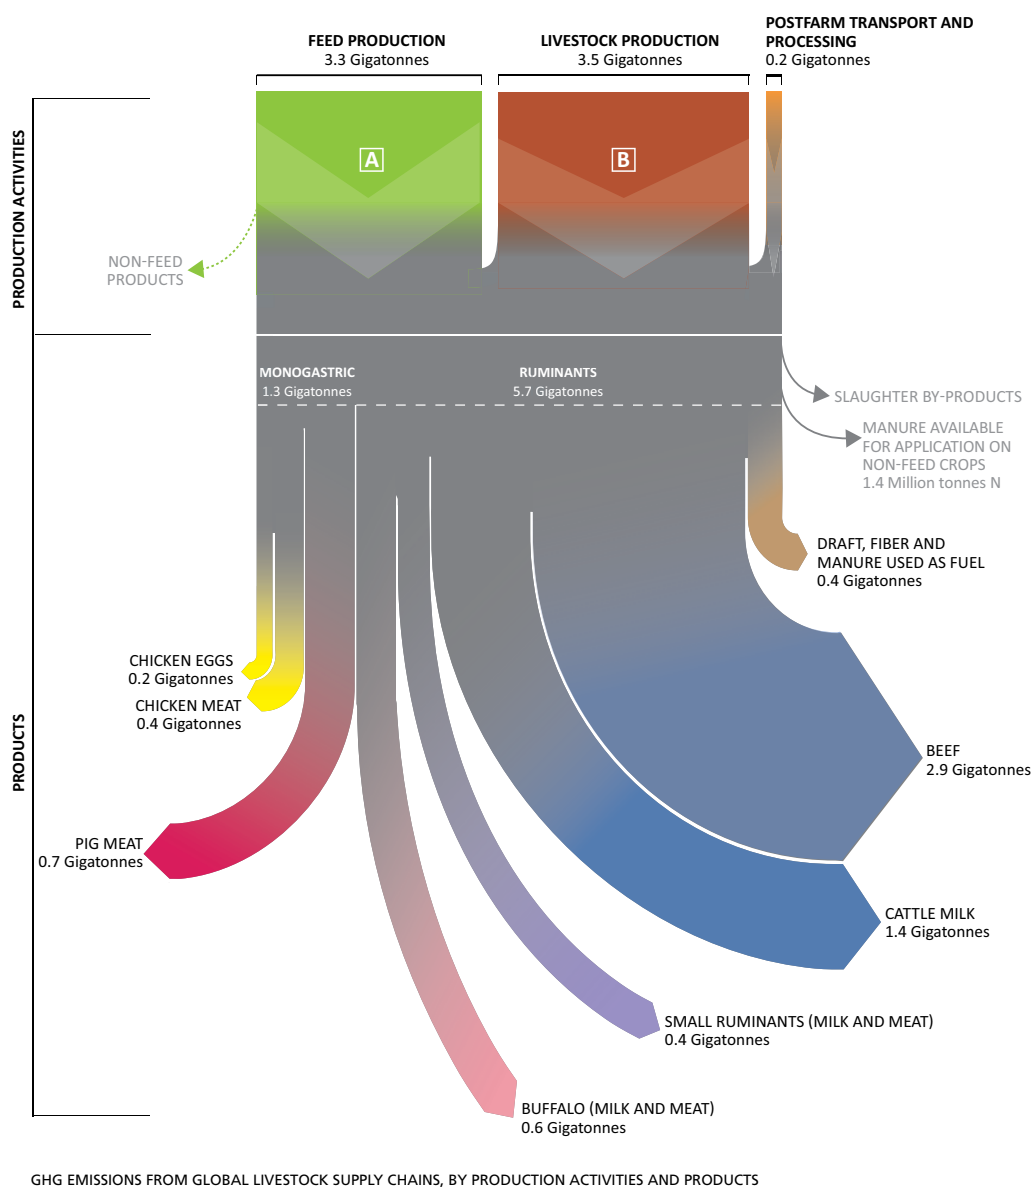 FEED PRODUCTION
3.3 Gigatonnes
LIVESTOCK PRODUCTION
3.5 Gigatonnes
POSTFARM TRANSPORT AND
PROCESSING
0.2 Gigatonnes
PRODUCTION ACTIVITIES
A
B
NON-FEED
PRODUCTS
MONOGASTRIC
1.3 Gigatonnes
RUMINANTS
5.7 Gigatonnes
SLAUGHTER BY-PRODUCTS
MANURE AVAILABLE
FOR APPLICATION ON
NON-FEED CROPS
1.4 Million tonnes N
DRAFT, FIBER AND
MANURE USED AS FUEL
0.4 Gigatonnes
PRODUCTS
CHICKEN EGGS
0.2 Gigatonnes
CHICKEN MEAT
0.4 Gigatonnes
BEEF
2.9 Gigatonnes
PIG MEAT
0.7 Gigatonnes
CATTLE MILK
1.4 Gigatonnes
SMALL RUMINANTS (MILK AND MEAT)
0.4 Gigatonnes
BUFFALO (MILK AND MEAT)
0.6 Gigatonnes
GHG EMISSIONS FROM GLOBAL LIVESTOCK SUPPLY CHAINS, BY PRODUCTION ACTIVITIES AND PRODUCTS